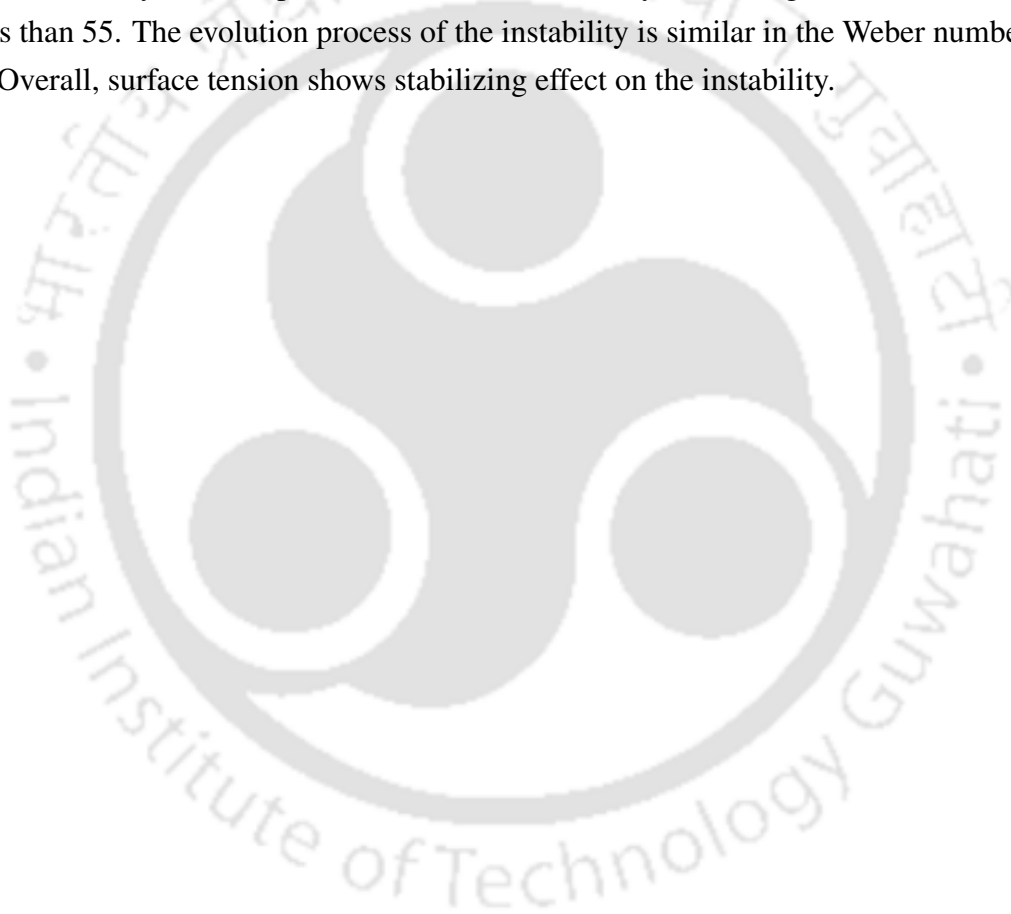 s than 55. The evolution process of the instability is similar in the Weber numbe
Overall, surface tension shows stabilizing effect on the instability.
भारतीय
गुवाहाटी
• Indian Institute of Technology Guwahati •